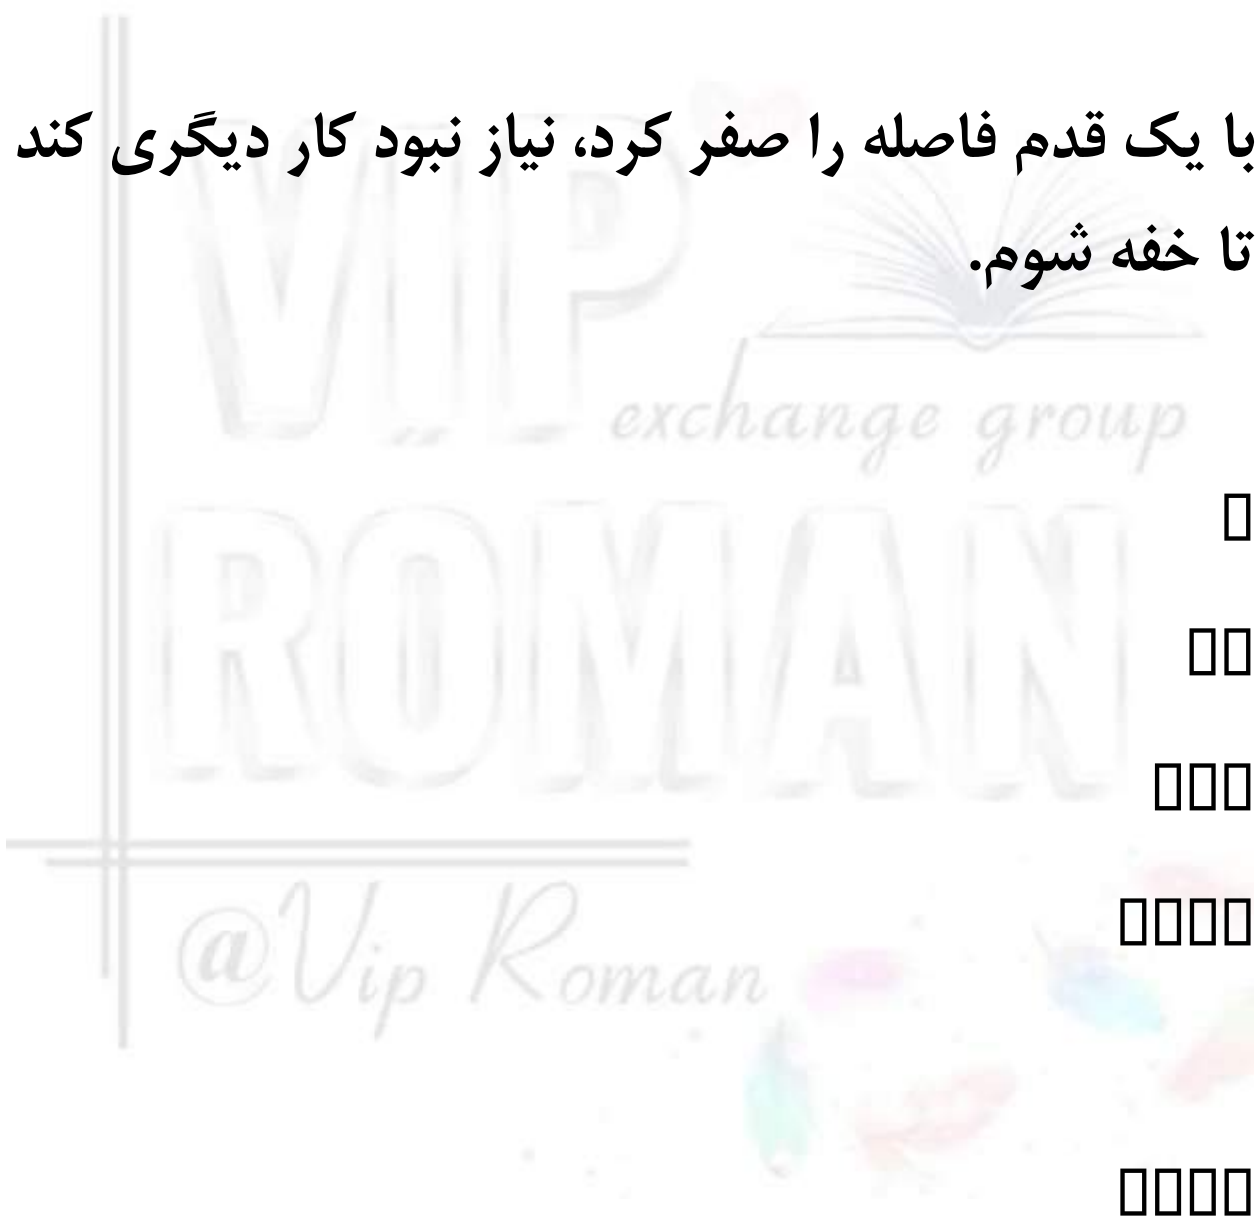 با یک قدم فاصله را صفر کرد، نیاز نبود کار دیگری کند
تا خفه شوم.
VIP
exchange group
ROMAN
@Vip Roman